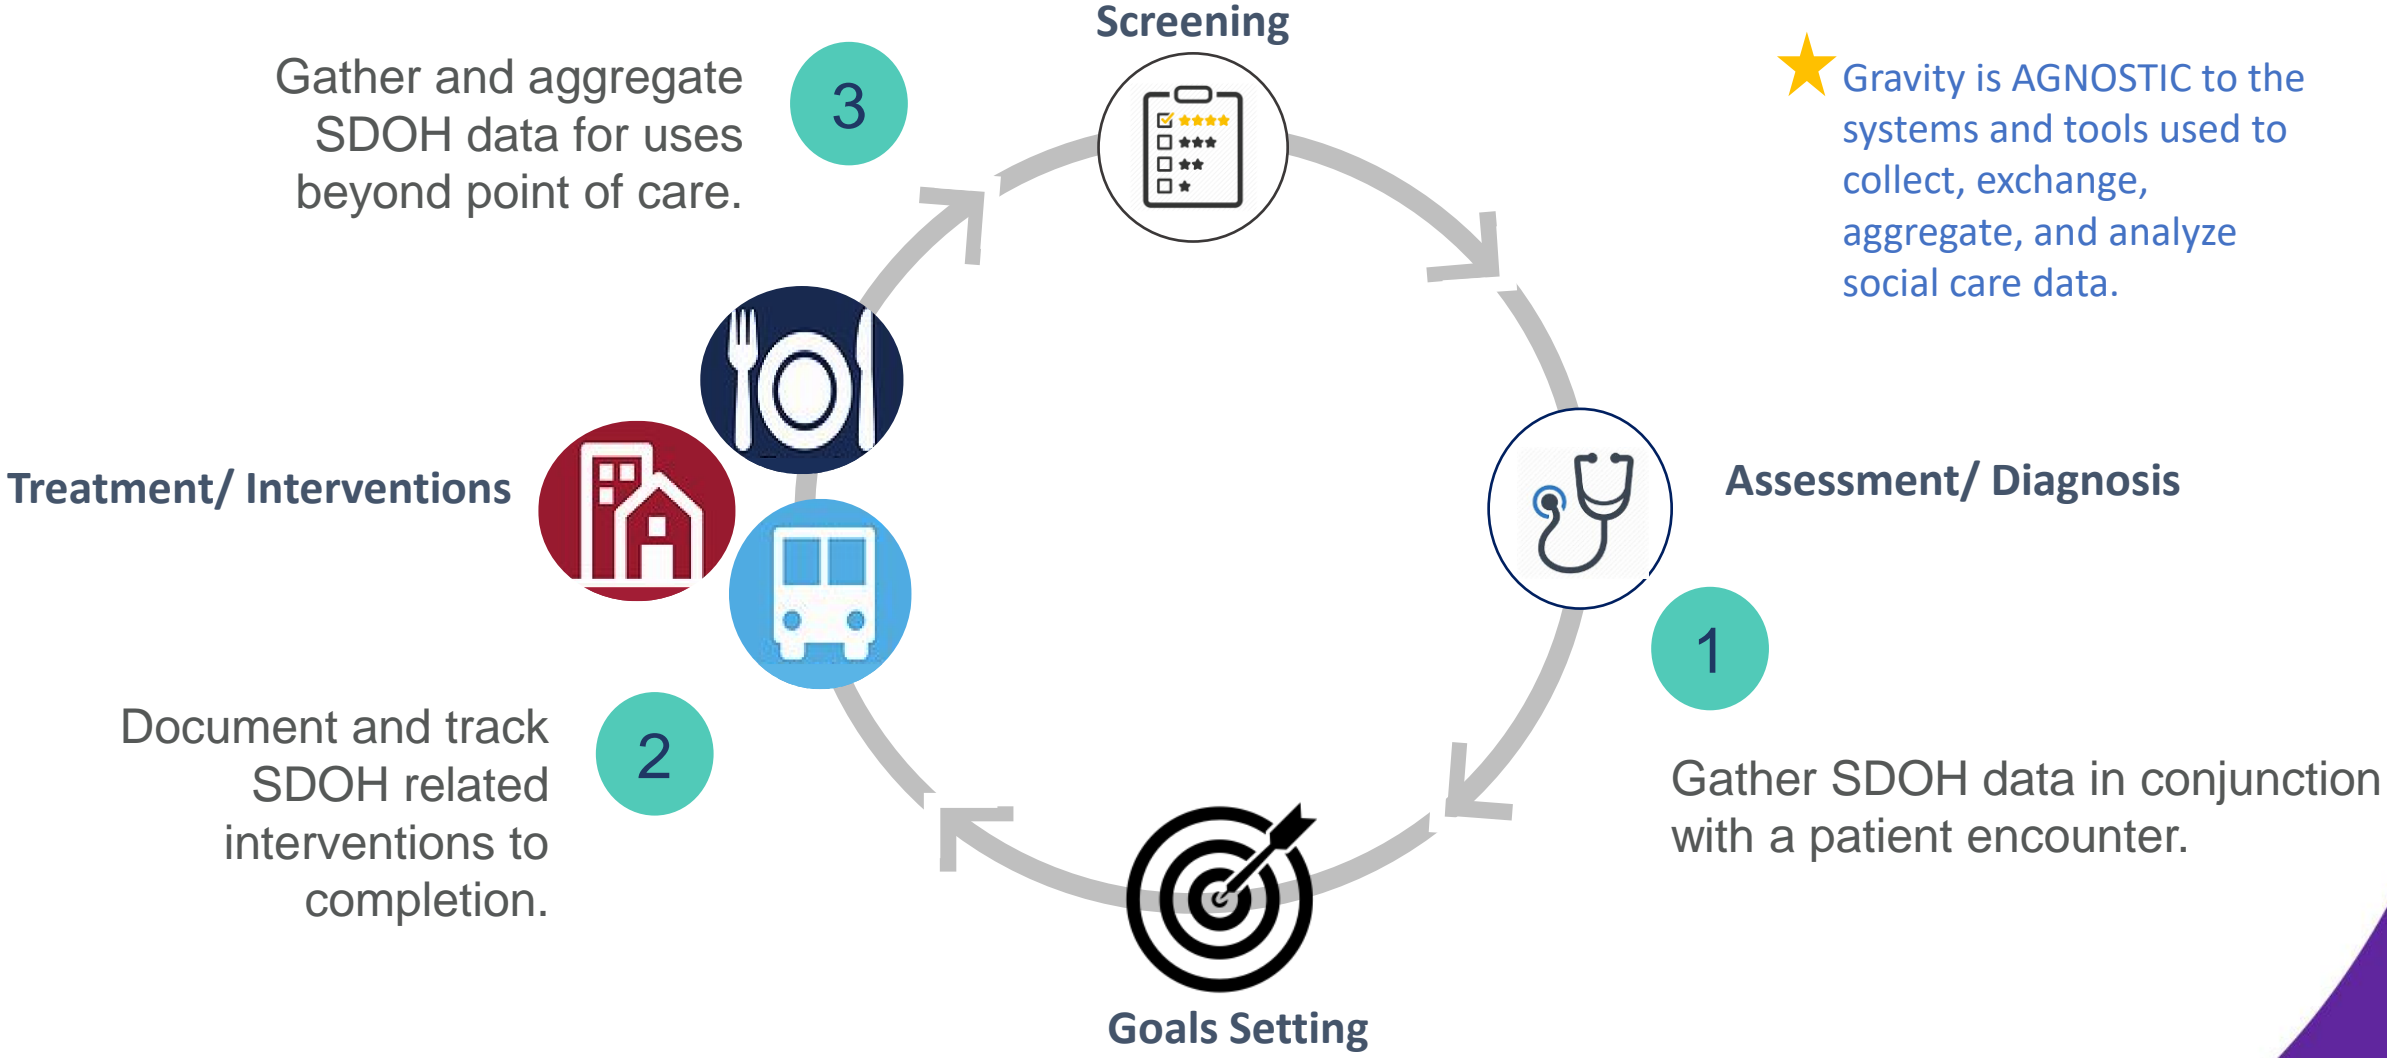 Screening
Gather and aggregate
SDOH data for uses
beyond point of care.
3
Gravity is AGNOSTIC to the
systems and tools used to
collect, exchange,
aggregate, and analyze
social care data.
Treatment/ Interventions
Assessment/ Diagnosis
1
Gather SDOH data in conjunction
with a patient encounter.
Document and track
SDOH related
interventions to
completion.
2
Goals Setting